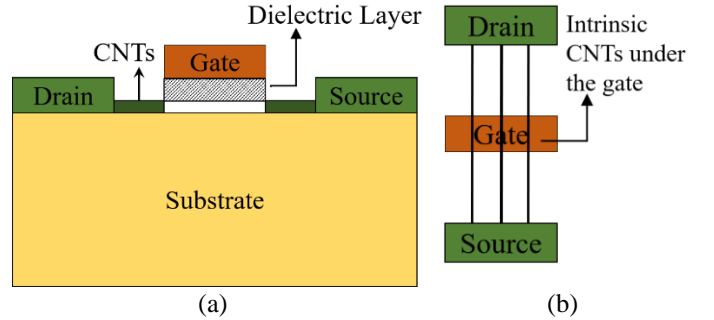 Dielectric Layer
CNTs
Gate
Drain
Source
Substrate
(a)
Drain
Intrinsic
CNTs under
the gate
Gate
Source
(b)